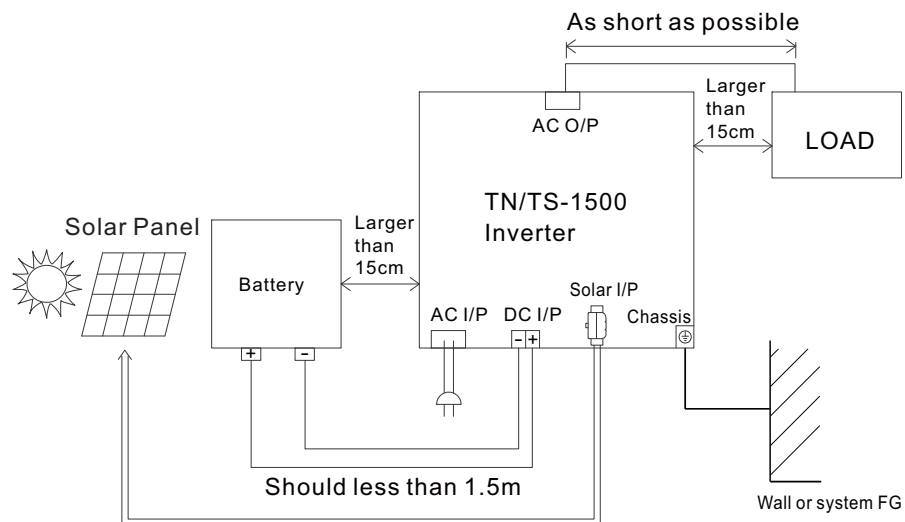 As short as possible
Larger
than
15cm
AC O/P
LOAD
TN/TS-1500
Inverter
Solar Panel
Larger
than
15cm
Battery
Solar I/P
AC I/P
DC I/P
Chassis
- +
+ -
Should less than 1.5m
Wall or system FG